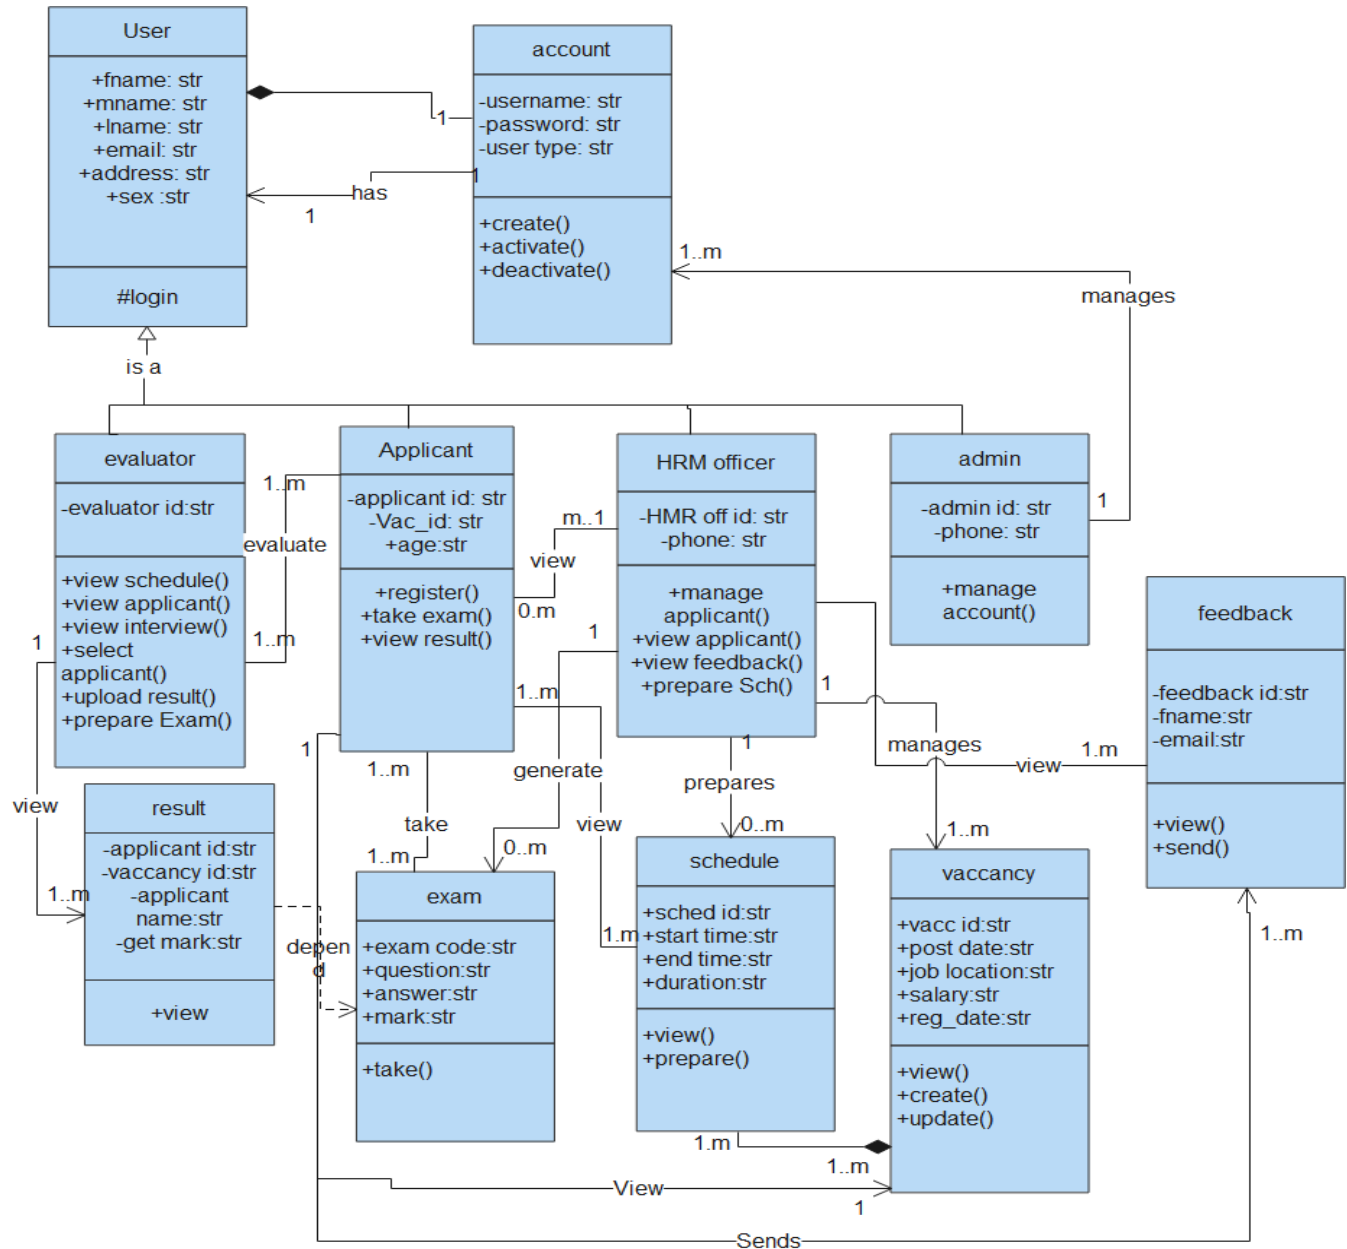 User
+fname: str
+mname: str
+lname: str
+email: str
+address: str
+sex :str
#login
account
-username: str
-password: str
-user type: str
+create()
+activate()
+deactivate()
1
1
has
1
1..m
manages
is a
evaluator
-evaluator id:str
+view schedule()
+view applicant()
+view interview()
+select
applicant()
+upload result()
+prepare Exam()
1..m
evaluate
1..m
1
view
1..m
Applicant
-applicant id: str
-Vac_id: str
+age:str
+register()
+take exam()
+view result()
m..1
view
0.m
HRM officer
-HMR off id: str
-phone: str
+manage
applicant()
+view applicant()
+view feedback()
+prepare Sch()
admin
-admin id: str
-phone: str
+manage
account()
1
feedback
-feedback id:str
-fname:str
-email:str
+view()
+send()
1
1..m
1
1
1
1..m
generate
prepares
manages
view
1.m
take
view
1..m
0..m
0..m
1..m
result
-applicant id:str
-vaccancy id:str
-applicant
name:str
-get mark:str
+view
depen
d
exam
+exam code:str
+question:str
+answer:str
+mark:str
+take()
1.m
schedule
+sched id:str
+start time:str
+end time:str
+duration:str
+view()
+prepare()
vaccancy
+vacc id:str
+post date:str
+job location:str
+salary:str
+reg_date:str
+view()
+create()
+update()
1..m
1.m
1..m
View
1
Sends